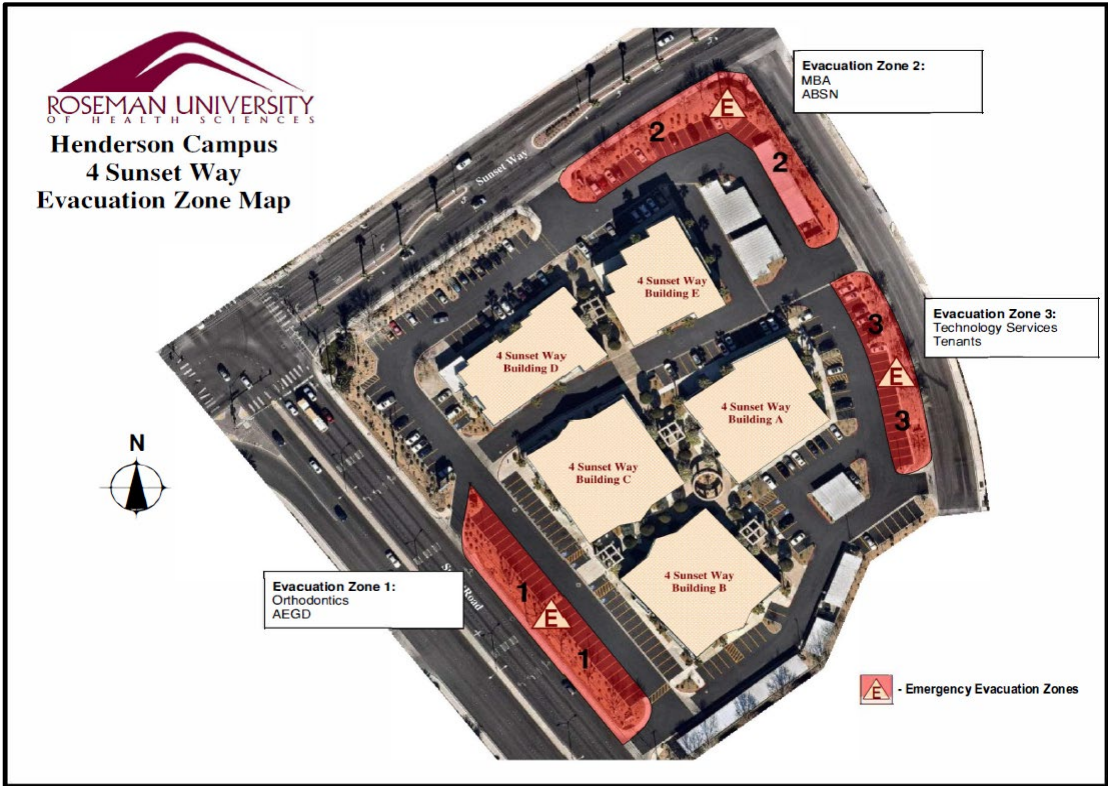 ROSEMAN UNIVERSITY
OF HEALTH SCIENCES
Henderson Campus
4 Sunset Way
Evacuation Zone Map
Evacuation Zone 2:
MBA
ABSN
E
2
2
Sunset Way
4 Sunset Way
Building E
Evacuation Zone 3:
Technology Services
Tenants
3
E
3
4 Sunset Way
Building D
4 Sunset Way
Building A
N
4 Sunset Way
Building C
4 Sunset Way
Building B
Evacuation Zone 1:
Orthodontics
AEGD
Road
1
E
1
E
- Emergency Evacuation Zones